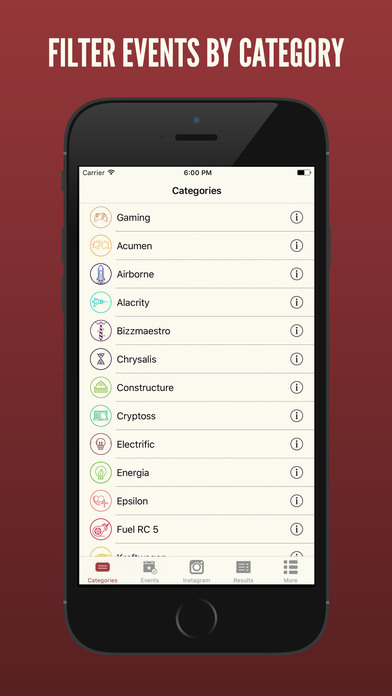 FILTER EVENTS BY CATEGORY
Carrier 6:00 PM
Categories
Gaming
Acumen
Airborne
Alacrity
Bizzmaestro
Chrysalis
Constructure
Cryptoss
Electrific
Energia
Epsilon
Fuel RC 5
Kraftwagen
Categories Events Instagram Results More